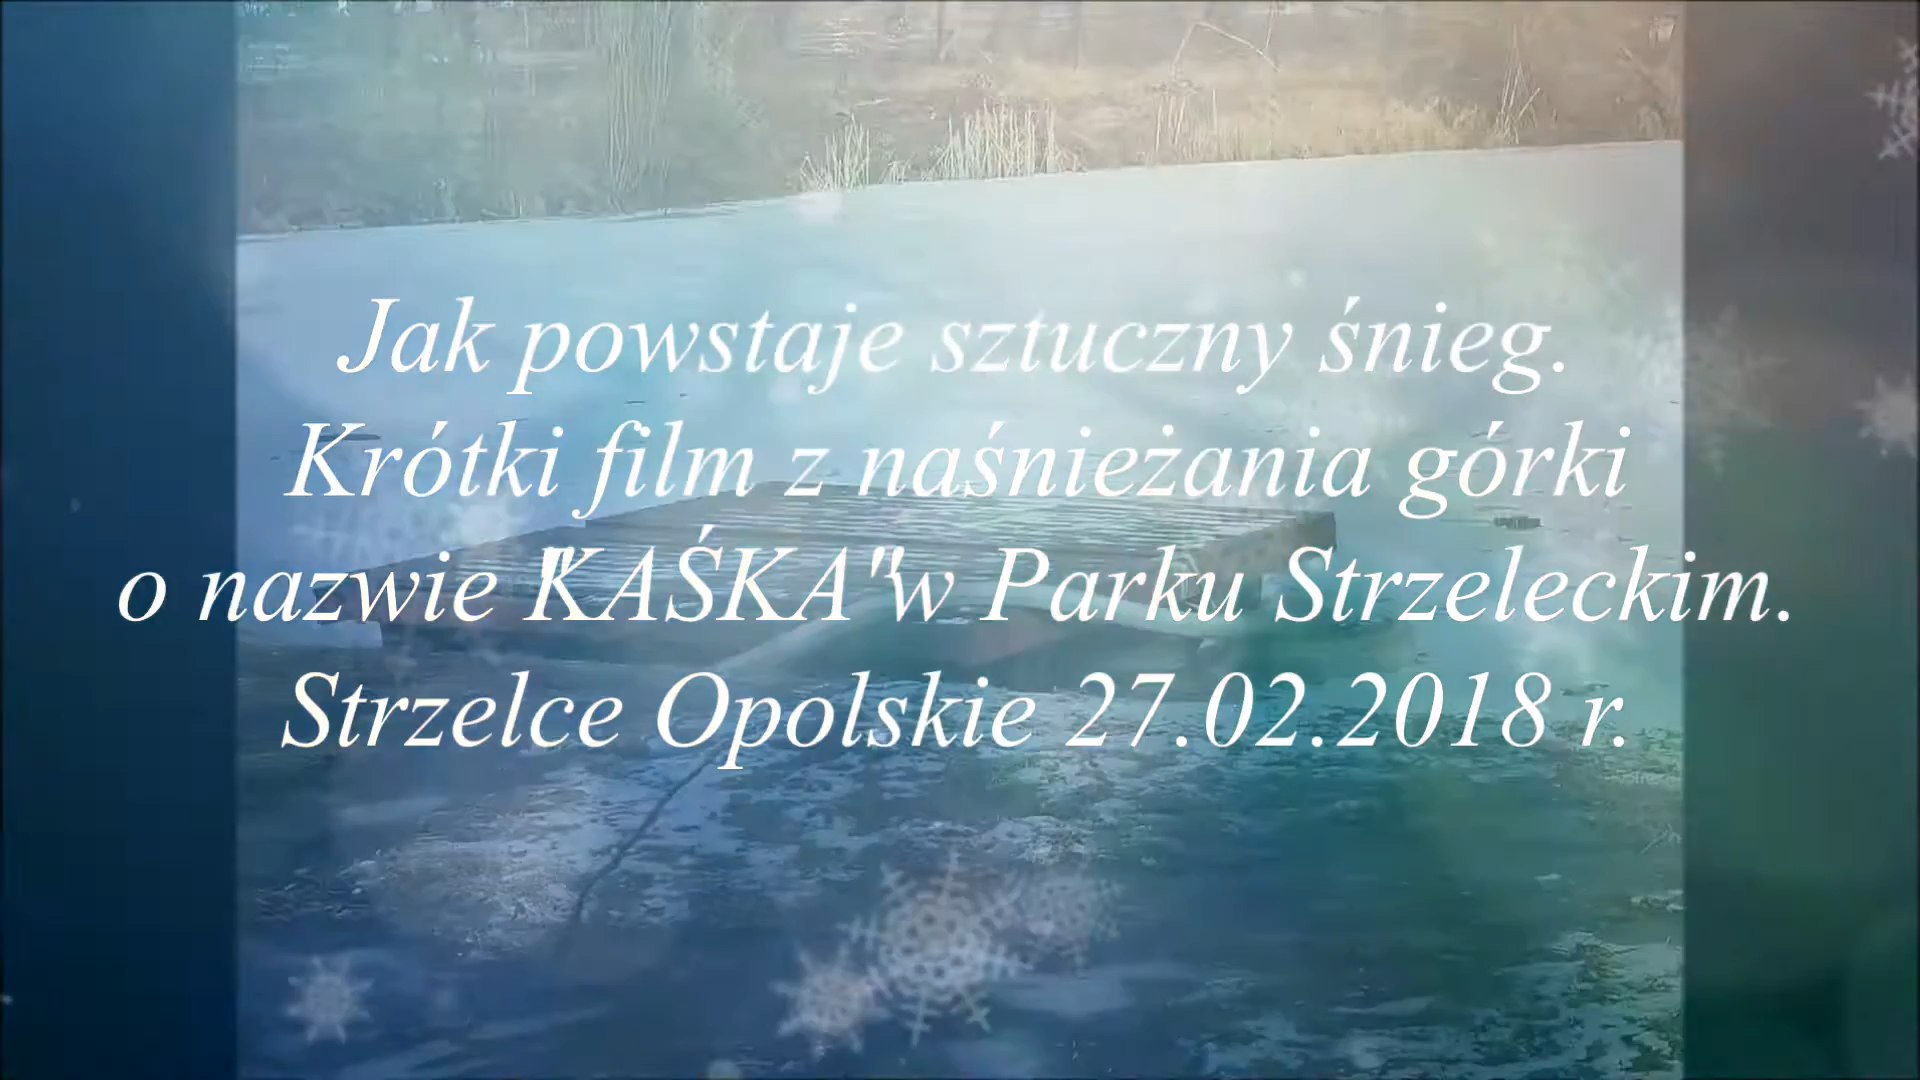 Jak powstaje sztuczny śnieg.
Krótki film z naśnieżania górki
o nazwie "KAŚKA" w Parku Strzeleckim.
Strzelce Opolskie 27.02.2018 r.